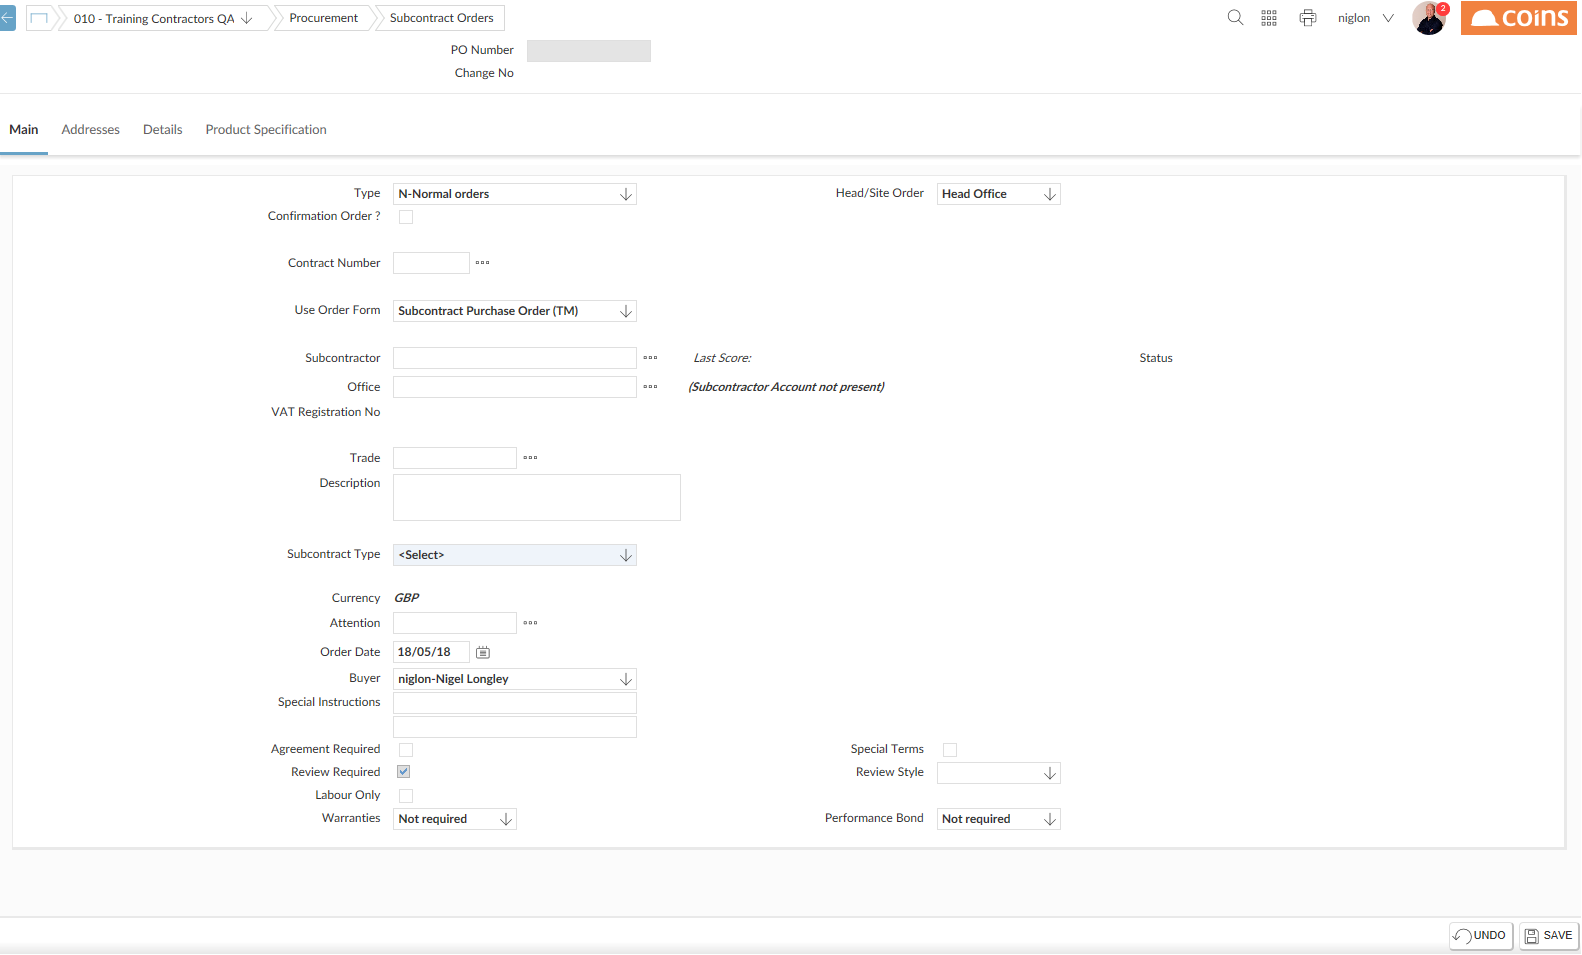 010 - Training Contractors QA
Procurement
Subcontract Orders
niglon
2
coins
PO Number
Change No
Main
Addresses
Details
Product Specification
Type
N-Normal orders
Head/Site Order
Head Office
Confirmation Order ?
Contract Number
Use Order Form
Subcontract Purchase Order (TM)
Subcontractor
Last Score:
Status
Office
(Subcontractor Account not present)
VAT Registration No
Trade
Description
Subcontract Type
<Select>
Currency
GBP
Attention
Order Date
18/05/18
Buyer
niglon-Nigel Longley
Special Instructions
Agreement Required
Special Terms
Review Required
Review Style
Labour Only
Warranties
Not required
Performance Bond
Not required
UNDO
SAVE